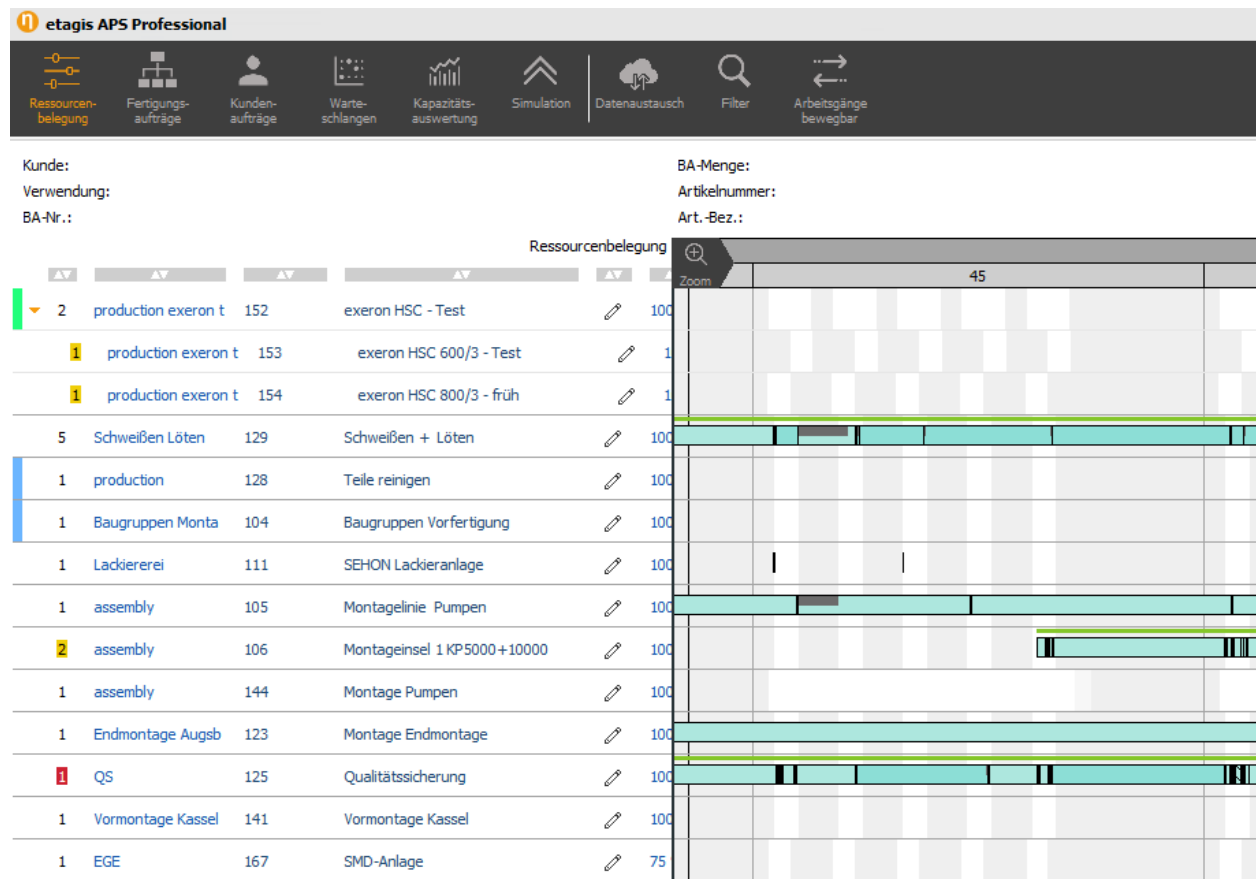 etagis APS Professional
Ressourcen-
belegung
Fertigungs-
aufträge
Kunden-
aufträge
Warte-
schlangen
Kapazitäts-
auswertung
Simulation
Datenaustausch
Filter
Arbeitsgänge
bewegbar
Kunde:
BA-Menge:
Verwendung:
Artikelnummer:
BA-Nr.:
Art.-Bez.:
Ressourcenbelegung
Zoom
45
2 production exeron t 152 exeron HSC - Test 100
1 production exeron t 153 exeron HSC 600/3 - Test 1
1 production exeron t 154 exeron HSC 800/3 - früh 1
5 Schweißen Löten 129 Schweißen + Löten 100
1 production 128 Teile reinigen 100
1 Baugruppen Monta 104 Baugruppen Vorfertigung 100
1 Lackiererei 111 SEHON Lackieranlage 100
1 assembly 105 Montagelinie Pumpen 100
2 assembly 106 Montageinsel 1 KP5000+10000 100
1 assembly 144 Montage Pumpen 100
1 Endmontage Augsb 123 Montage Endmontage 100
1 QS 125 Qualitätssicherung 100
1 Vormontage Kassel 141 Vormontage Kassel 100
1 EGE 167 SMD-Anlage 75